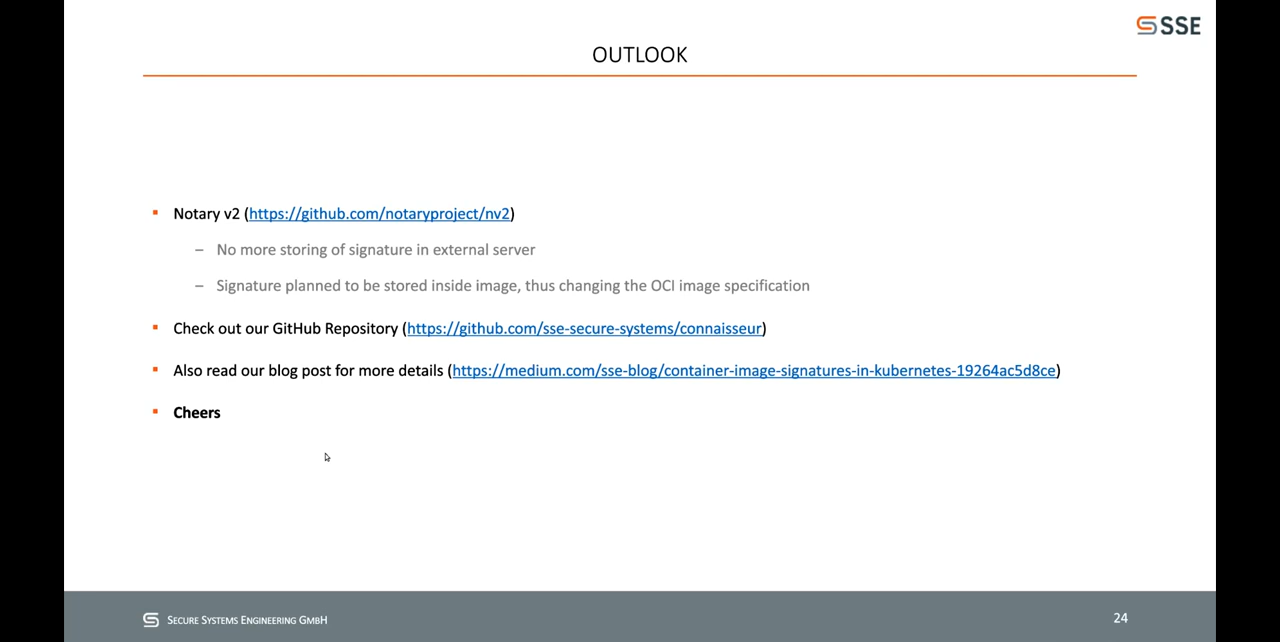 SSE
OUTLOOK
▪ Notary v2 (https://github.com/notaryproject/nv2)
– No more storing of signature in external server
– Signature planned to be stored inside image, thus changing the OCI image specification
▪ Check out our GitHub Repository (https://github.com/sse-secure-systems/connaisseur)
▪ Also read our blog post for more details (https://medium.com/sse-blog/container-image-signatures-in-kubernetes-19264ac5d8ce)
▪ Cheers
SECURE SYSTEMS ENGINEERING GMBH
24